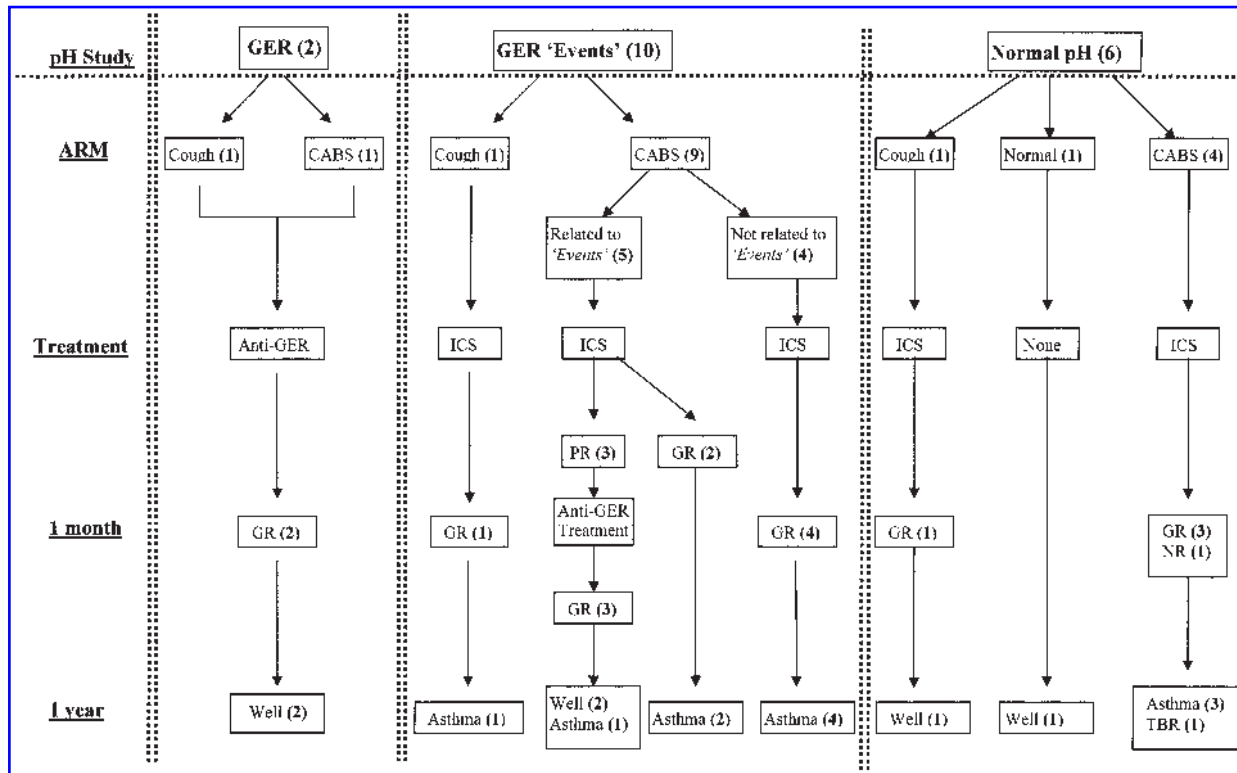 pH Study
GER (2)
GER 'Events' (10)
Normal pH (6)
ARM
Cough (1)
CABS (1)
Cough (1)
CABS (9)
Cough (1)
Normal (1)
CABS (4)
Related to
'Events' (5)
Not related to
'Events' (4)
Treatment
Anti-GER
ICS
ICS
ICS
ICS
None
ICS
PR (3)
GR (2)
1 month
GR (2)
GR (1)
Anti-GER
Treatment
GR (4)
GR (1)
GR (3)
NR (1)
GR (3)
1 year
Well (2)
Asthma (1)
Well (2)
Asthma (1)
Asthma (2)
Asthma (4)
Well (1)
Well (1)
Asthma (3)
TBR (1)